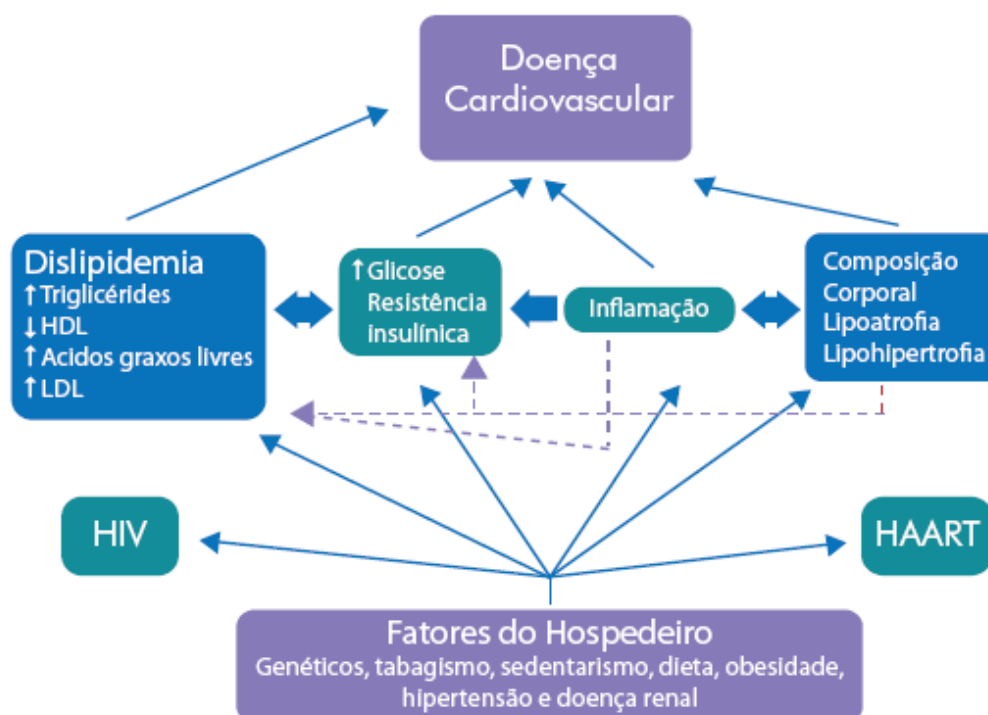 Doença
Cardiovascular
Dislipidemia
↑Triglicérides
↓HDL
↑Acidos graxos livres
↑LDL
↑Glicose
Resistência
insulínica
Inflamação
Composição
Corporal
Lipoatrofia
Lipohipertrofia
HIV
HAART
Fatores do Hospedeiro
Genéticos, tabagismo, sedentarismo, dieta, obesidade,
hipertensão e doença renal